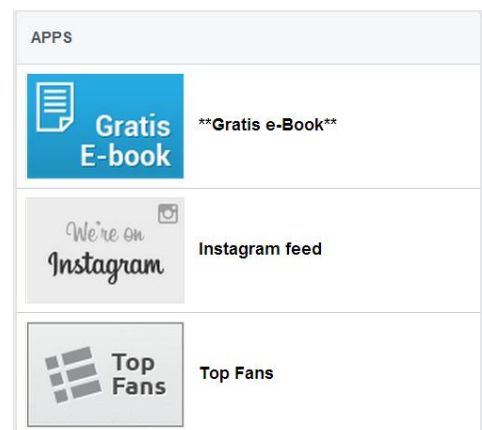 APPS
Gratis
E-book
**Gratis e-Book**
We're on
Instagram
Instagram feed
Top
Fans
Top Fans